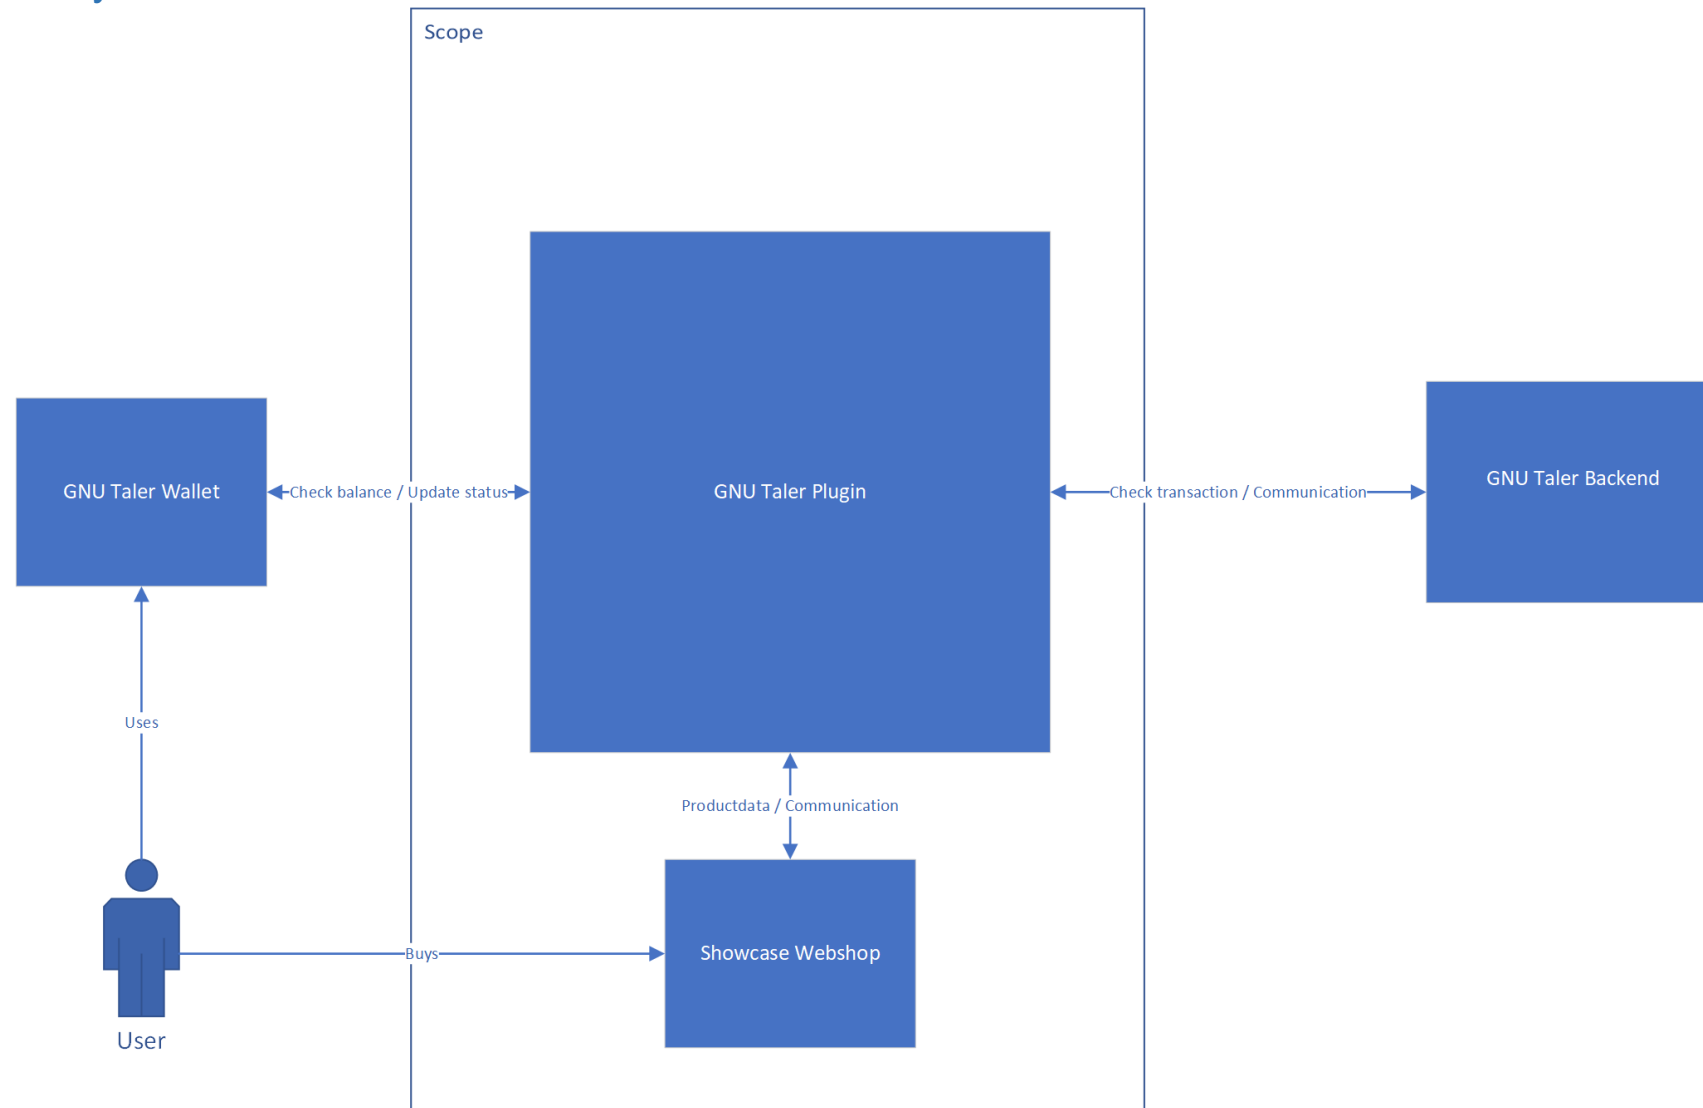 Scope
GNU Taler Wallet
Check balance / Update status
GNU Taler Plugin
Check transaction / Communication
GNU Taler Backend
Uses
Productdata / Communication
Buys
Showcase Webshop
User